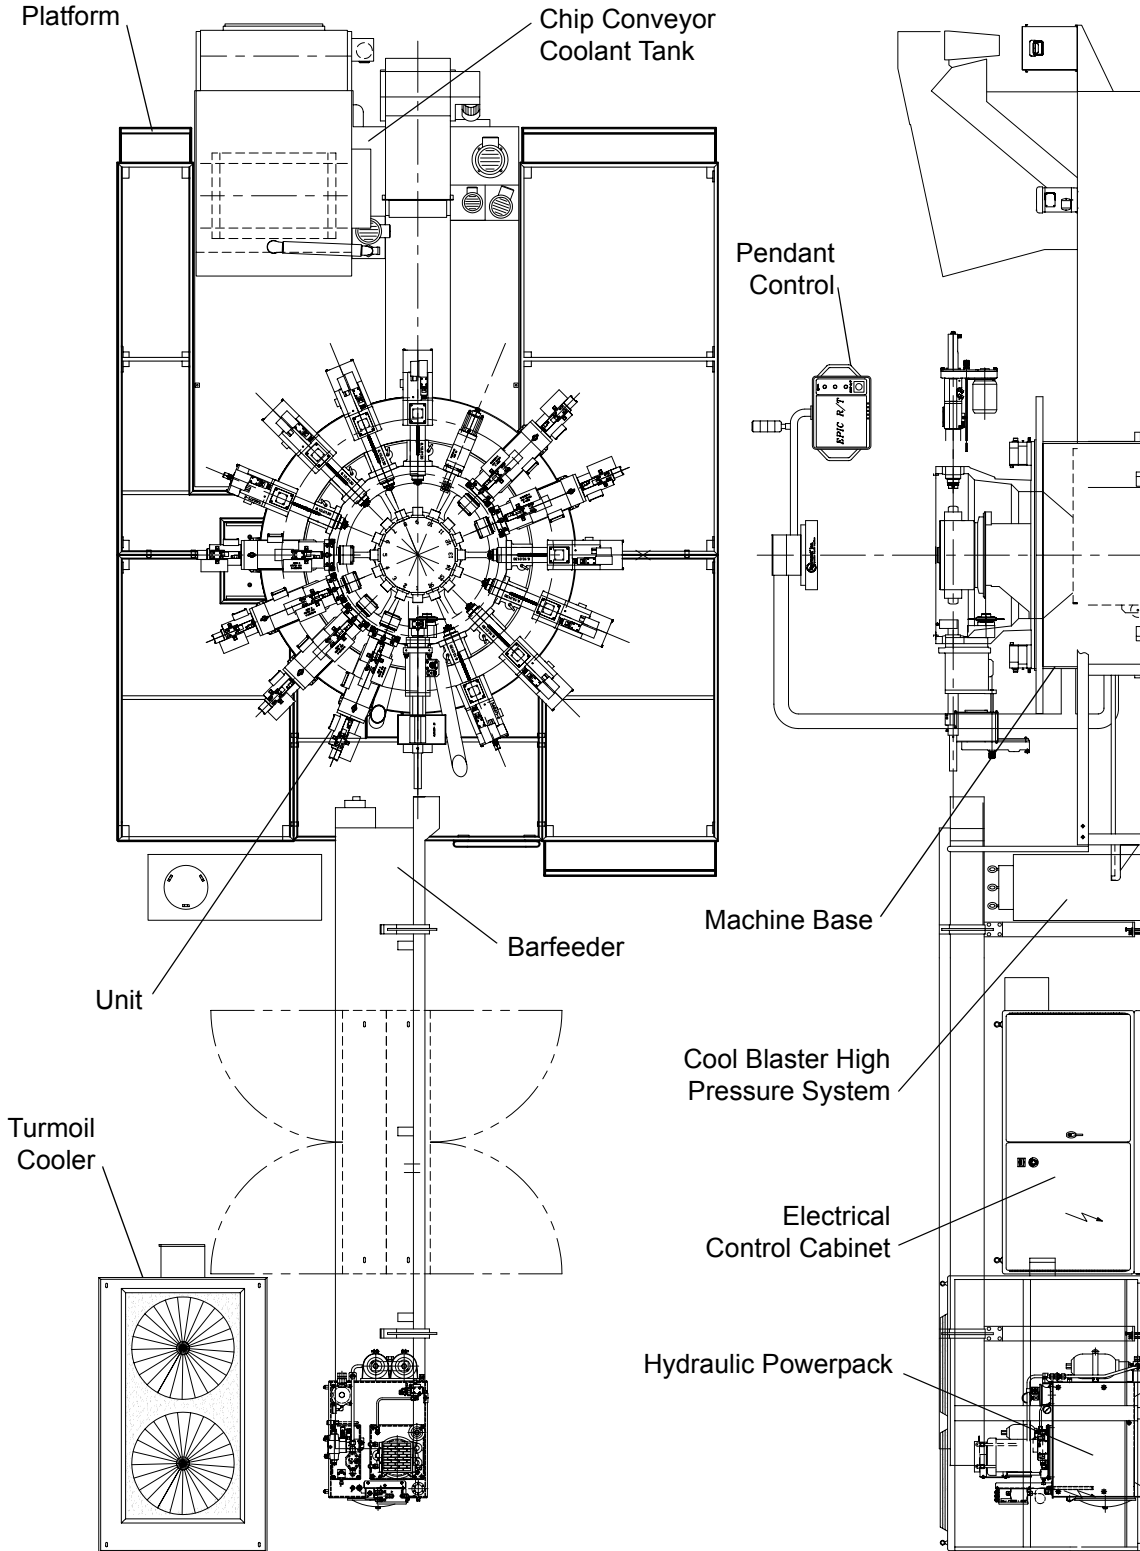 Platform
Chip Conveyor
Coolant Tank
Pendant
Control
EPIC R/T
Machine Base
Barfeeder
Unit
Cool Blaster High
Pressure System
Turmoil
Cooler
Electrical
Control Cabinet
Hydraulic Powerpack